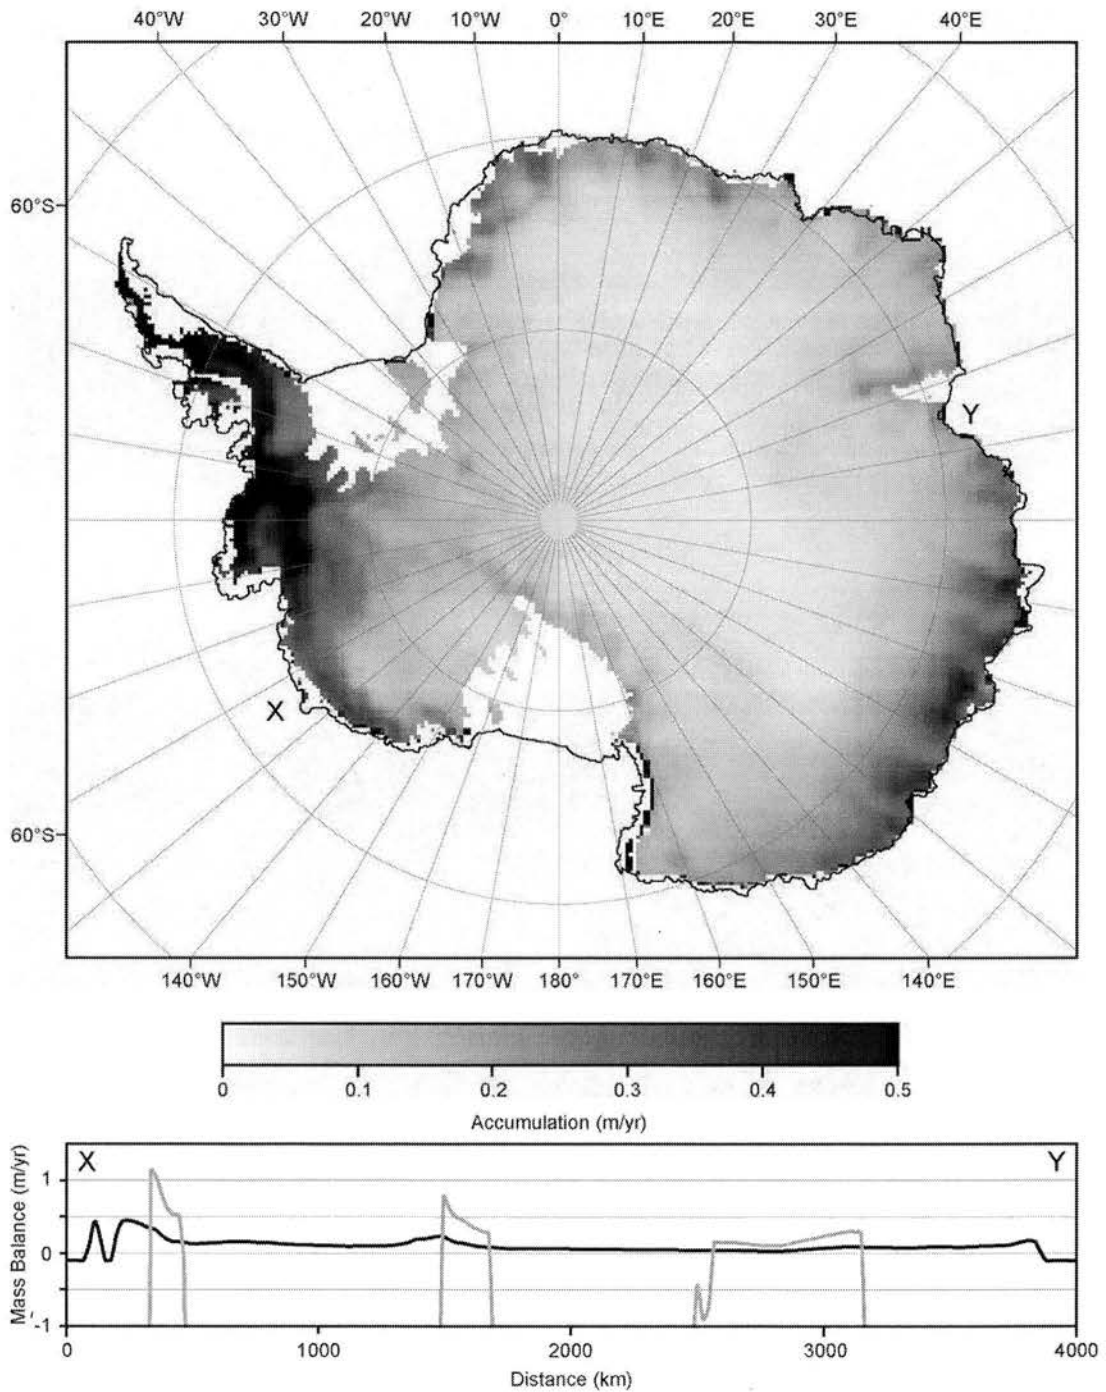 40°W 30°W 20°W 10°W 0° 10°E 20°E 30°E 40°E
60°S
Y
X
60°S
140°W 150°W 160°W 170°W 180° 170°E 160°E 150°E 140°E
0 0.1 0.2 0.3 0.4 0.5
Accumulation (m/yr)
X Y
Mass Balance (m/yr)
1
0
-1
0 1000 2000 3000 4000
Distance (km)